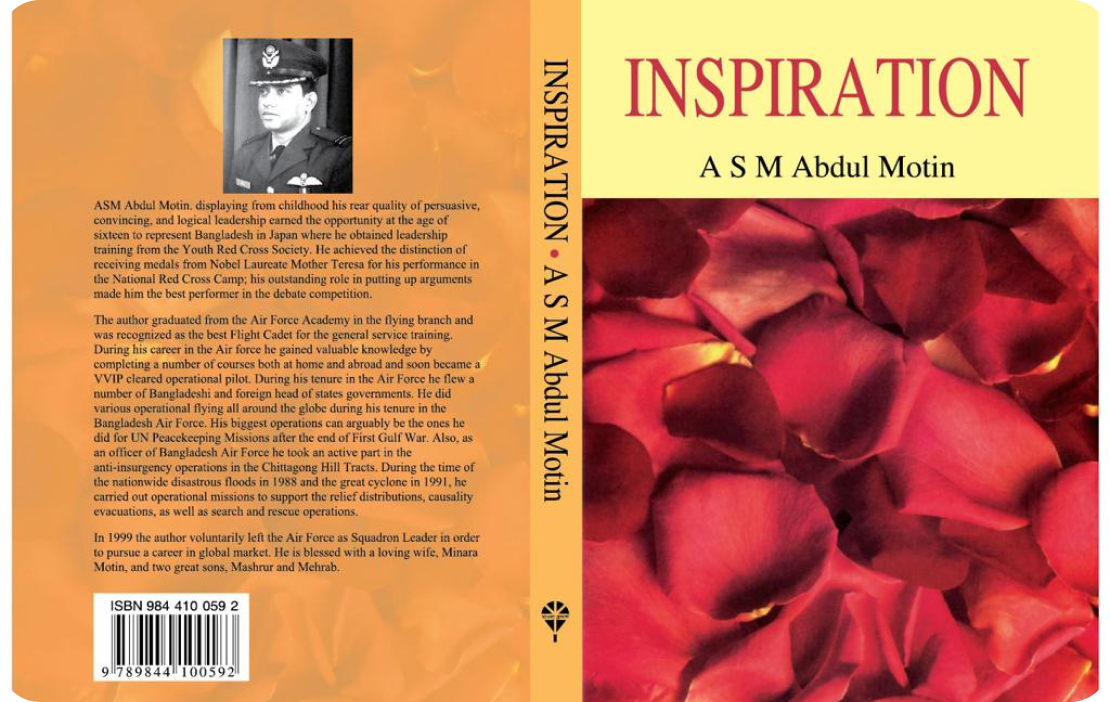 ASM Abdul Motin. displaying from childhood his rear quality of persuasive,
convincing, and logical leadership earned the opportunity at the age of
sixteen to represent Bangladesh in Japan where he obtained leadership
training from the Youth Red Cross Society. He achieved the distinction of
receiving medals from Nobel Laureate Mother Teresa for his performance in
the National Red Cross Camp; his outstanding role in putting up arguments
made him the best performer in the debate competition.
The author graduated from the Air Force Academy in the flying branch and
was recognized as the best Flight Cadet for the general service training.
During his career in the Air force he gained valuable knowledge by
completing a number of courses both at home and abroad and soon became a
VVIP cleared operational pilot. During his tenure in the Air Force he flew a
number of Bangladeshi and foreign head of states governments. He did
various operational flying all around the globe during his tenure in the
Bangladesh Air Force. His biggest operations can arguably be the ones he
did for UN Peacekeeping Missions after the end of First Gulf War. Also, as
an officer of Bangladesh Air Force he took an active part in the
anti-insurgency operations in the Chittagong Hill Tracts. During the time of
the nationwide disastrous floods in 1988 and the great cyclone in 1991, he
carried out operational missions to support the relief distributions, causality
evacuations, as well as search and rescue operations.
In 1999 the author voluntarily left the Air Force as Squadron Leader in order
to pursue a career in global market. He is blessed with a loving wife, Minara
Motin, and two great sons, Mashrur and Mehrab.
ISBN 984 410 059 2
9 789844 100592
INSPIRATION • A S M Abdul Motin
INSPIRATION
A S M Abdul Motin